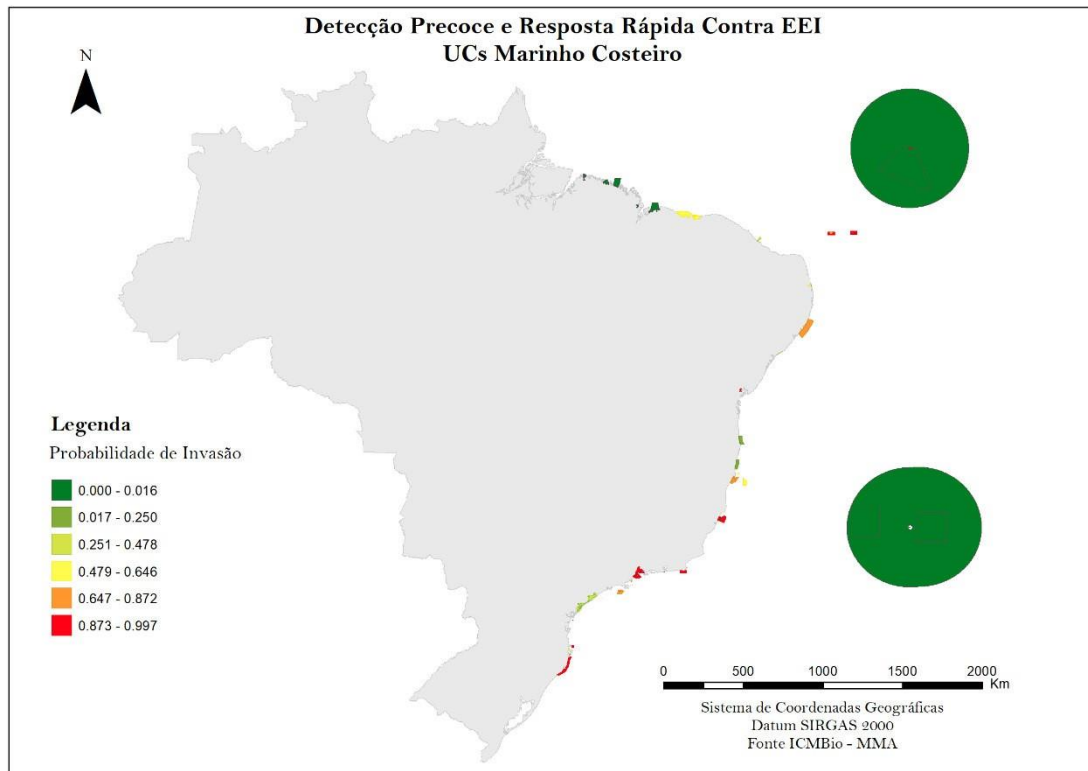 Detecção Precoce e Resposta Rápida Contra EEI
UCs Marinho Costeiro
N
Legenda
Probabilidade de Invasão
0.000 - 0.016
0.017 - 0.250
0.251 - 0.478
0.479 - 0.646
0.647 - 0.872
0.873 - 0.997
0 500 1000 1500 2000
Km
Sistema de Coordenadas Geográficas
Datum SIRGAS 2000
Fonte ICMBio - MMA